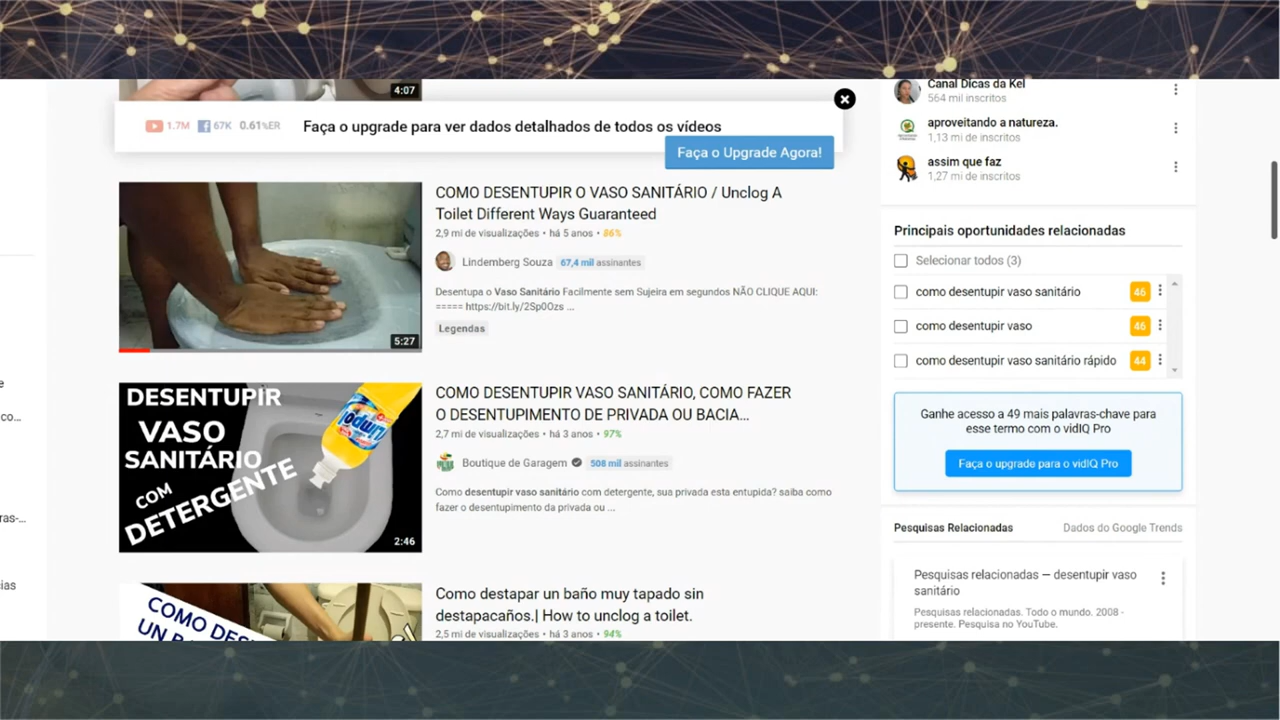 4:07
1.7M 67K 0.61%ER
Faça o upgrade para ver dados detalhados de todos os vídeos
Faça o Upgrade Agora!
COMO DESENTUPIR O VASO SANITÁRIO / Unclog A
Toilet Different Ways Guaranteed
2,9 mi de visualizações • há 5 anos • 86%
Lindemberg Souza 67,4 mil assinantes
Desentupa o Vaso Sanitário Facilmente sem Sujeira em segundos NÃO CLIQUE AQUI:
===== https://bit.ly/2Sp0Ozs ...
Legendas
5:27
DESENTUPIR
VASO
SANITÁRIO
COM
DETERGENTE
Limpol
2:46
COMO DESENTUPIR VASO SANITÁRIO, COMO FAZER
O DESENTUPIMENTO DE PRIVADA OU BACIA...
2,7 mi de visualizações • há 3 anos • 97%
Boutique de Garagem 508 mil assinantes
Como desentupir vaso sanitário com detergente, sua privada esta entupida? saiba como
fazer o desentupimento da privada ou ...
COMO DES
UN BA
Como destapar un baño muy tapado sin
destapacaños.| How to unclog a toilet.
2,5 mi de visualizações • há 3 anos • 94%
e
co...
ras-...
cias
Canal Dicas da Kel
564 mil inscritos
aproveitando a natureza.
1,13 mi de inscritos
assim que faz
1,27 mi de inscritos
Principais oportunidades relacionadas
Selecionar todos (3)
como desentupir vaso sanitário 46
como desentupir vaso 46
como desentupir vaso sanitário rápido 44
Ganhe acesso a 49 mais palavras-chave para
esse termo com o vidIQ Pro
Faça o upgrade para o vidIQ Pro
Pesquisas Relacionadas Dados do Google Trends
Pesquisas relacionadas — desentupir vaso
sanitário
Pesquisas relacionadas. Todo o mundo. 2008 -
presente. Pesquisa no YouTube.